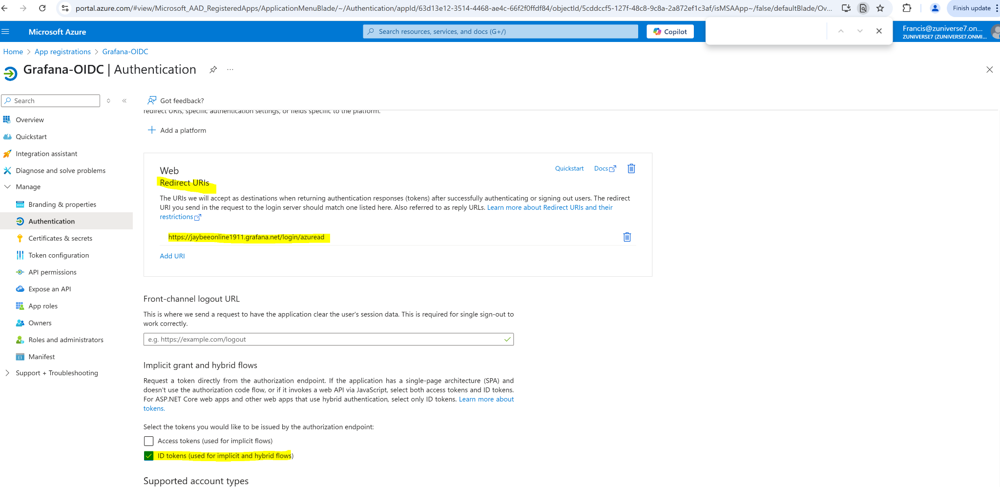 portal.azure.com/#view/Microsoft_AAD_RegisteredApps/ApplicationMenuBlade/~/Authentication/appId/63d13e12-3514-4468-ae4c-66f2f0ffdf84/objectId/5cddccf5-127f-48c8-9c8a-2a872ef1c3af/isMSAApp~/false/defaultBlade/Ov...
Finish update
Microsoft Azure
Search resources, services, and docs (G+/)
Copilot
Francis@zuniverse7.on...
ZUNIVERSE7 (ZUNIVERSE7.ONMI...
Home > App registrations > Grafana-OIDC
Grafana-OIDC | Authentication
Search
Got feedback?
redirect URIs, specific authentication settings, or fields specific to the platform.
Overview
Quickstart
Integration assistant
Diagnose and solve problems
Manage
Branding & properties
Authentication
Certificates & secrets
Token configuration
API permissions
Expose an API
App roles
Owners
Roles and administrators
Manifest
Support + Troubleshooting
Add a platform
Web
Quickstart
Docs
Redirect URIs
The URIs we will accept as destinations when returning authentication responses (tokens) after successfully authenticating or signing out users. The redirect
URI you send in the request to the login server should match one listed here. Also referred to as reply URLs. Learn more about Redirect URIs and their
restrictions
https://jaybeeonline1911.grafana.net/login/azuread
Add URI
Front-channel logout URL
This is where we send a request to have the application clear the user's session data. This is required for single sign-out to
work correctly.
e.g. https://example.com/logout
Implicit grant and hybrid flows
Request a token directly from the authorization endpoint. If the application has a single-page architecture (SPA) and
doesn't use the authorization code flow, or if it invokes a web API via JavaScript, select both access tokens and ID tokens.
For ASP.NET Core web apps and other web apps that use hybrid authentication, select only ID tokens. Learn more about
tokens.
Select the tokens you would like to be issued by the authorization endpoint:
Access tokens (used for implicit flows)
ID tokens (used for implicit and hybrid flows)
Supported account types